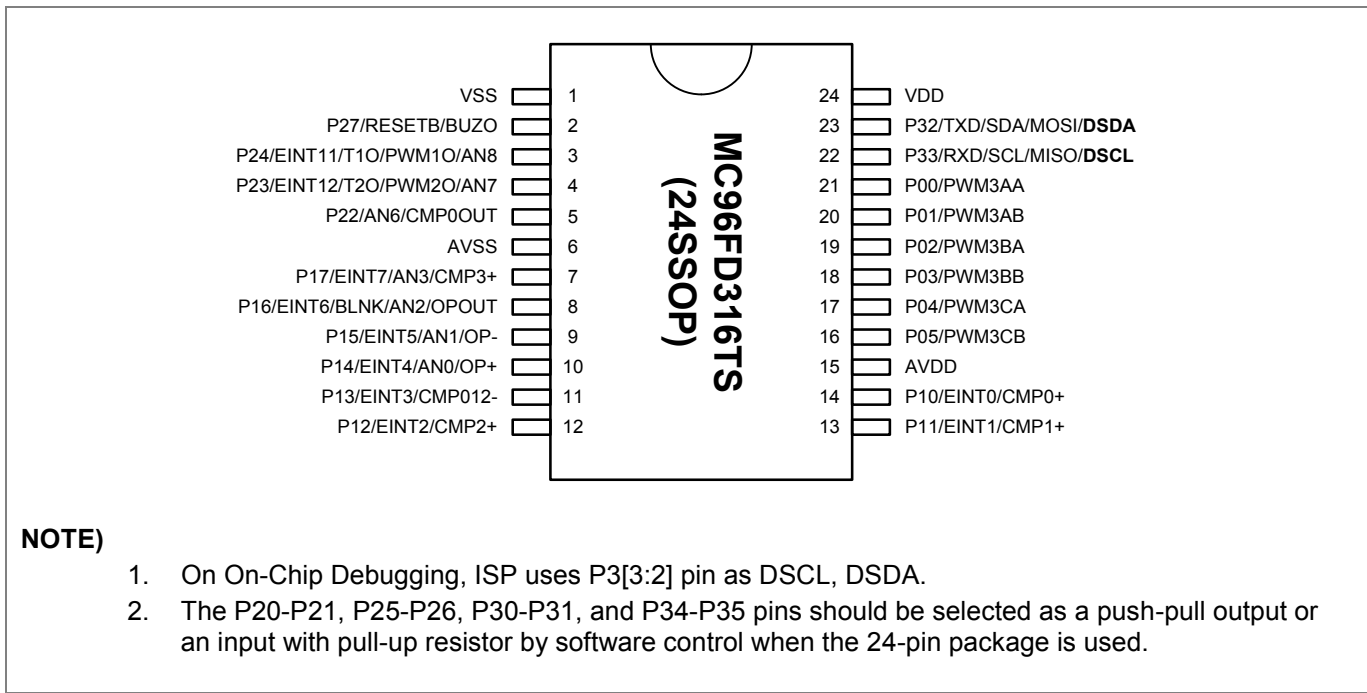 VSS 1 24 VDD
P27/RESETB/BUZO 2 23 P32/TXD/SDA/MOSI/DSDA
P24/EINT11/T1O/PWM1O/AN8 3 22 P33/RXD/SCL/MISO/DSCL
P23/EINT12/T2O/PWM2O/AN7 4 21 P00/PWM3AA
P22/AN6/CMP0OUT 5 20 P01/PWM3AB
AVSS 6 19 P02/PWM3BA
P17/EINT7/AN3/CMP3+ 7 18 P03/PWM3BB
P16/EINT6/BLNK/AN2/OPOUT 8 17 P04/PWM3CA
P15/EINT5/AN1/OP- 9 16 P05/PWM3CB
P14/EINT4/AN0/OP+ 10 15 AVDD
P13/EINT3/CMP012- 11 14 P10/EINT0/CMP0+
P12/EINT2/CMP2+ 12 13 P11/EINT1/CMP1+
MC96FD316TS
(24SSOP)
NOTE)
1. On On-Chip Debugging, ISP uses P3[3:2] pin as DSCL, DSDA.
2. The P20-P21, P25-P26, P30-P31, and P34-P35 pins should be selected as a push-pull output or
an input with pull-up resistor by software control when the 24-pin package is used.